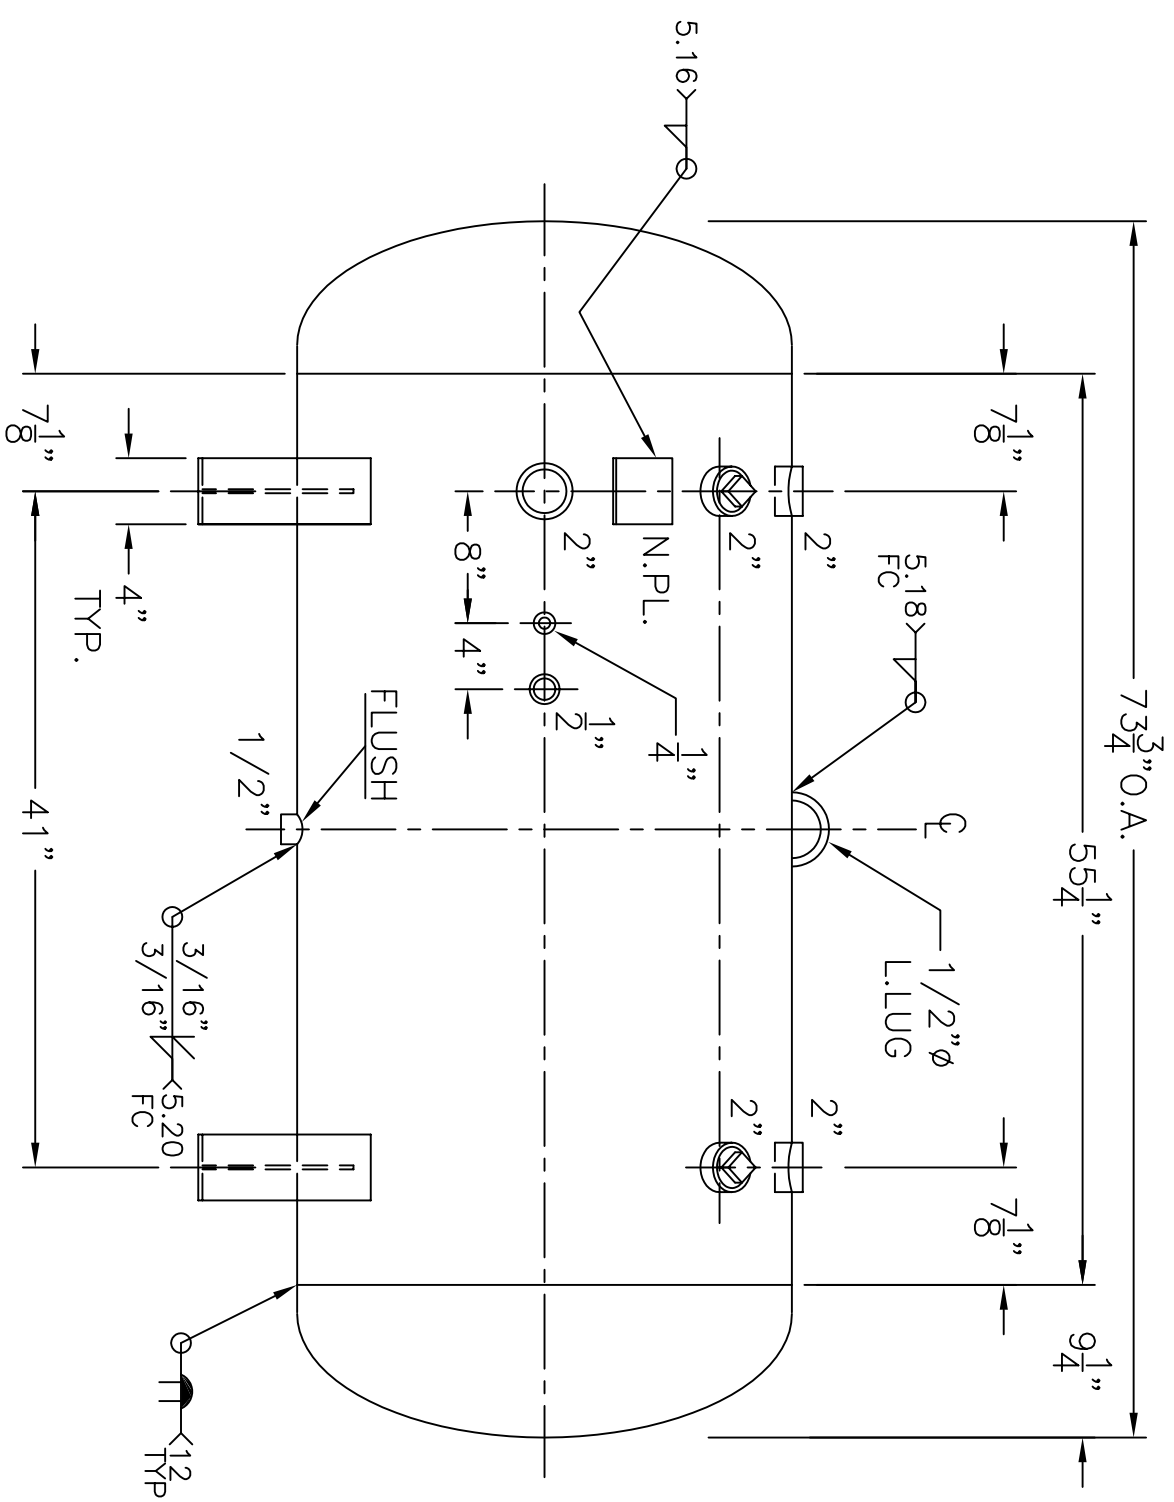 73 3/4" O.A.
55 1/4"
9 1/4"
7 1/8"
7 1/8"
℄
1/2"ø
L.LUG
5.18
FC
2"
2"
2"
2"
N.PL.
2"
5.16
8"
4"
1/4"
1/2"
FLUSH
1/2"
3/16"
3/16"
5.20
FC
4"
TYP.
7 1/8"
41"
12
TYP